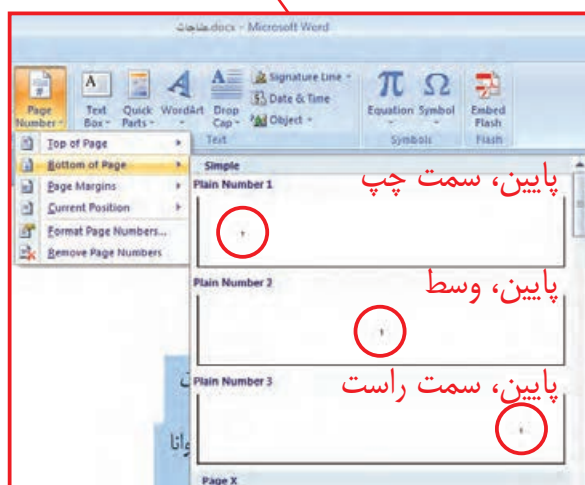 مناجات.docx - Microsoft Word
Page Number
Text Box
Quick Parts
WordArt
Drop Cap
Signature Line
Date & Time
Object
Equation
Symbol
Embed Flash
Text
Symbols
Flash
Top of Page
Bottom of Page
Page Margins
Current Position
Format Page Numbers...
Remove Page Numbers
Simple
Plain Number 1
پایین، سمت چپ
Plain Number 2
پایین، وسط
Plain Number 3
پایین، سمت راست
Page X